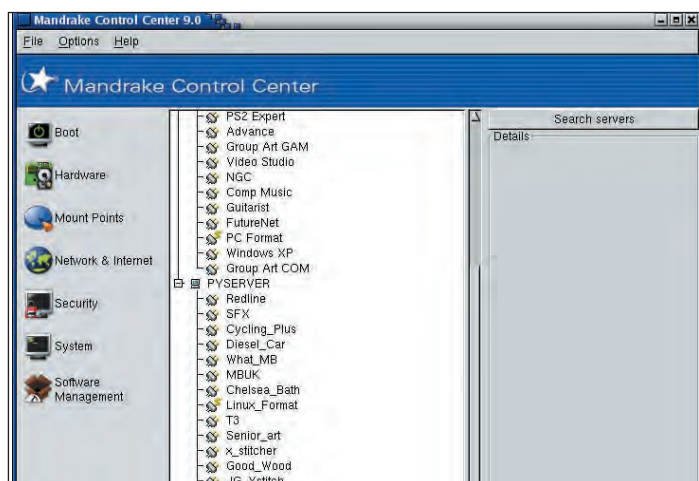 Mandrake Control Center 9.0
File Options Help
Mandrake Control Center
Boot
Hardware
Mount Points
Network & Internet
Security
System
Software
Management
PS2 Expert
Advance
Group Art GAM
Video Studio
NGC
Comp Music
Guitarist
FutureNet
PC Format
Windows XP
Group Art COM
PYSERVER
Redline
SFX
Cycling_Plus
Diesel_Car
What_MB
MBUK
Chelsea_Bath
Linux_Format
T3
Senior_art
x_stitcher
Good_Wood
Search servers
Details